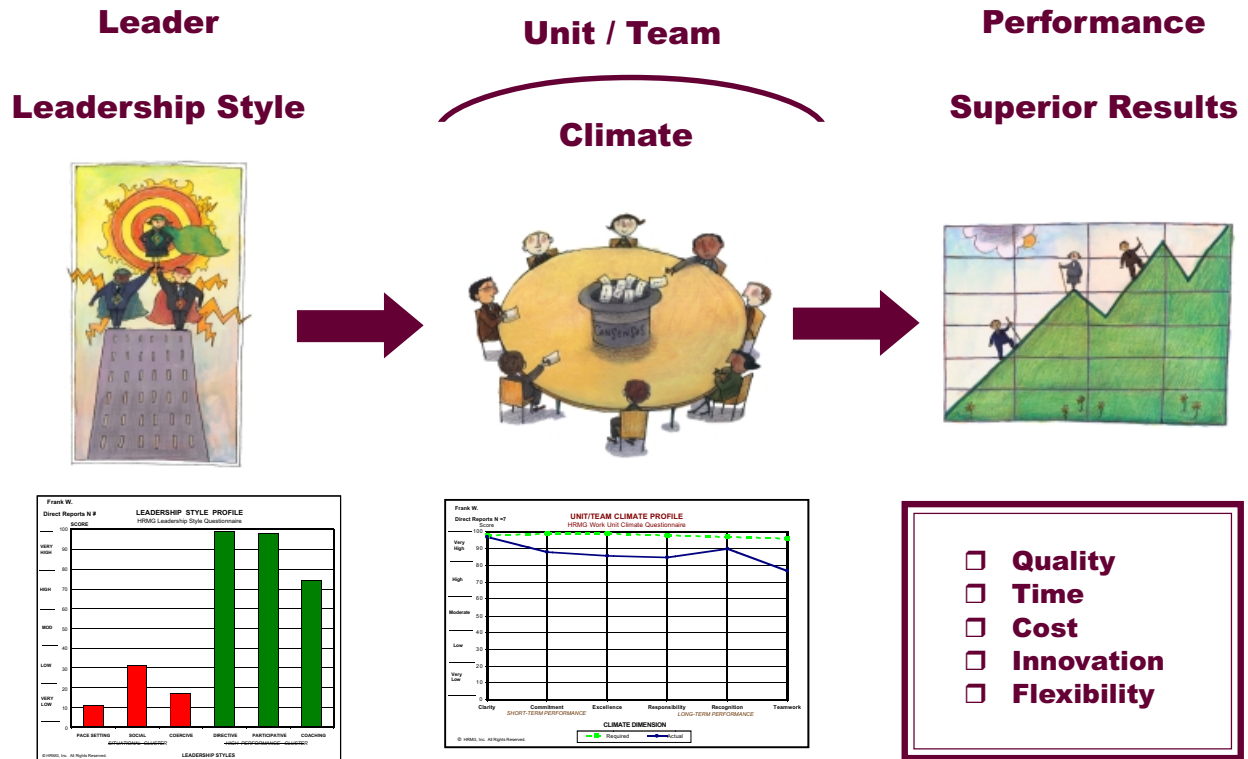 Leader
Unit / Team
Performance
Leadership Style
Climate
Superior Results
CONSENSUS
Frank W.
Direct Reports N #
LEADERSHIP STYLE PROFILE
HRMG Leadership Style Questionnaire
SCORE
100
VERY HIGH
90
80
HIGH
70
60
MOD
50
40
LOW
30
20
VERY LOW
10
0
PACE SETTING SOCIAL COERCIVE DIRECTIVE PARTICIPATIVE COACHING
SITUATIONAL CLUSTER HIGH PERFORMANCE CLUSTER
© HRMG, Inc. All Rights Reserved. LEADERSHIP STYLES
Frank W.
Direct Reports N =7
UNIT/TEAM CLIMATE PROFILE
HRMG Work Unit Climate Questionnaire
Score
100
Very High
90
80
High
70
60
Moderate
50
40
Low
30
20
Very Low
10
0
Clarity Commitment Excellence Responsibility Recognition Teamwork
SHORT-TERM PERFORMANCE LONG-TERM PERFORMANCE
CLIMATE DIMENSION
© HRMG, Inc. All Rights Reserved. Required Actual
❒ Quality
❒ Time
❒ Cost
❒ Innovation
❒ Flexibility